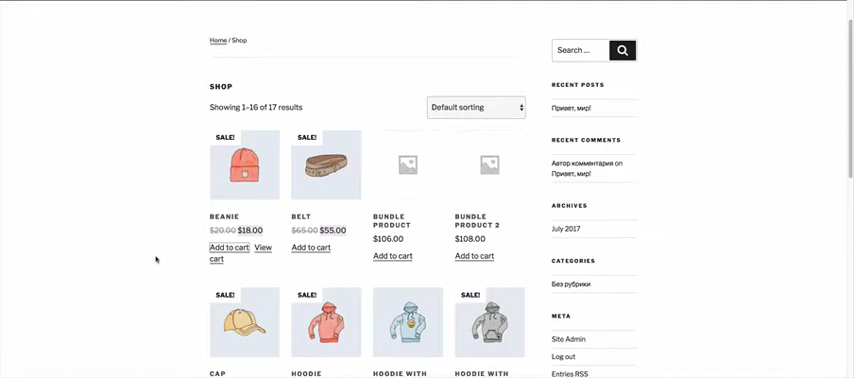 Home / Shop
SHOP
Showing 1–16 of 17 results
Default sorting
SALE!
SALE!
BEANIE
$20.00 $18.00
Add to cart View
cart
BELT
$65.00 $55.00
Add to cart
BUNDLE
PRODUCT
$106.00
Add to cart
BUNDLE
PRODUCT 2
$108.00
Add to cart
SALE!
SALE!
SALE!
CAP
HOODIE
HOODIE WITH
HOODIE WITH
Search ...
RECENT POSTS
Привет, мир!
RECENT COMMENTS
Автор комментария on
Привет, мир!
ARCHIVES
July 2017
CATEGORIES
Без рубрики
META
Site Admin
Log out
Entries RSS